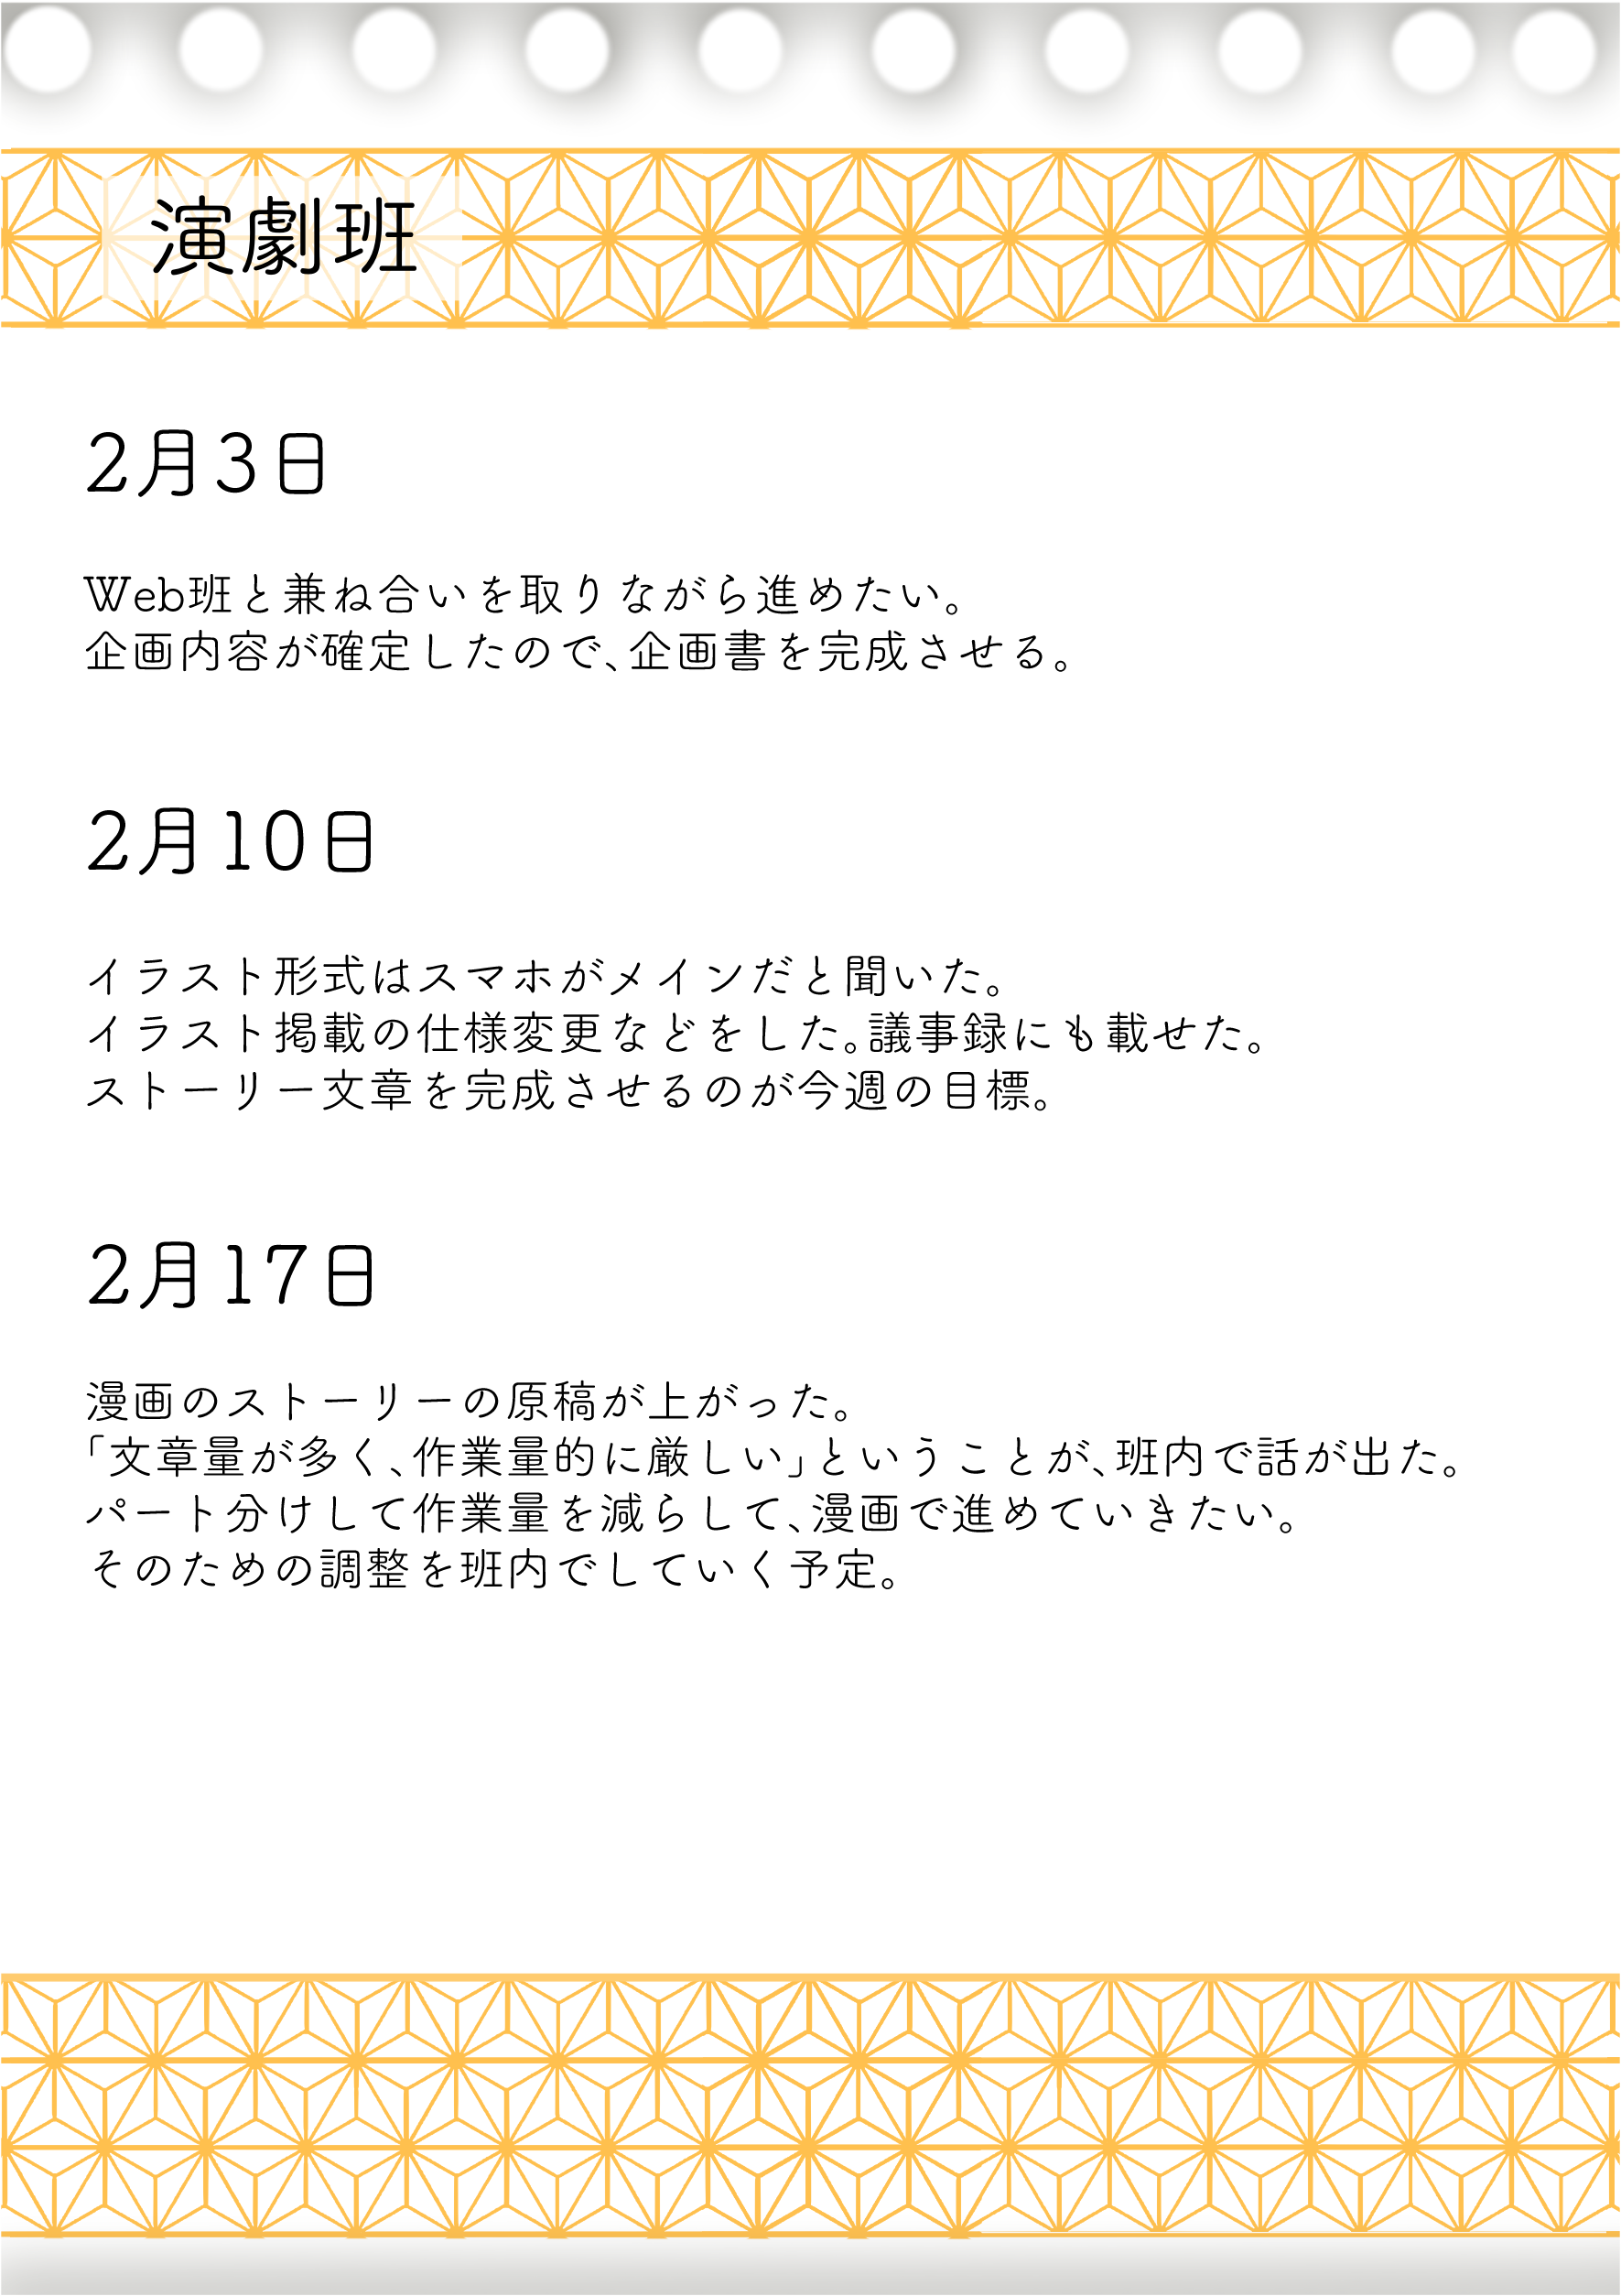 演劇班
2月3日
Web班と兼ね合いを取りながら進めたい。
企画内容が確定したので、企画書を完成させる。
2月10日
イラスト形式はスマホがメインだと聞いた。
イラスト掲載の仕様変更などをした。議事録にも載せた。
ストーリー文章を完成させるのが今週の目標。
2月17日
漫画のストーリーの原稿が上がった。
「文章量が多く、作業量的に厳しい」ということが、班内で話が出た。
パート分けして作業量を減らして、漫画で進めていきたい。
そのための調整を班内でしていく予定。